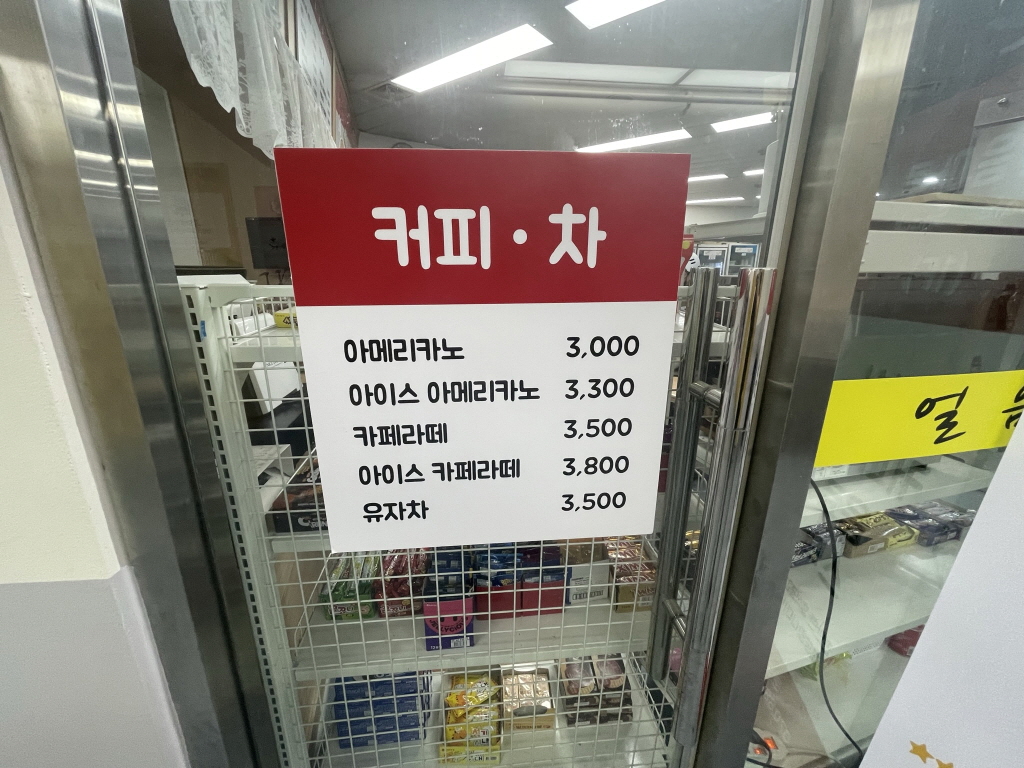 커피·차
아메리카노 3,000
아이스 아메리카노 3,300
카페라떼 3,500
아이스 카페라떼 3,800
유자차 3,500
얼